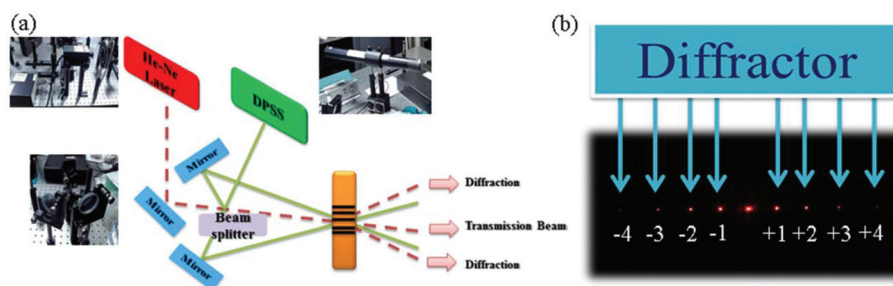 (a)
He-Ne
Laser
DPSS
Mirror
Mirror
Beam
splitter
Mirror
Diffraction
Transmission Beam
Diffraction
(b)
Diffractor
-4 -3 -2 -1 +1 +2 +3 +4